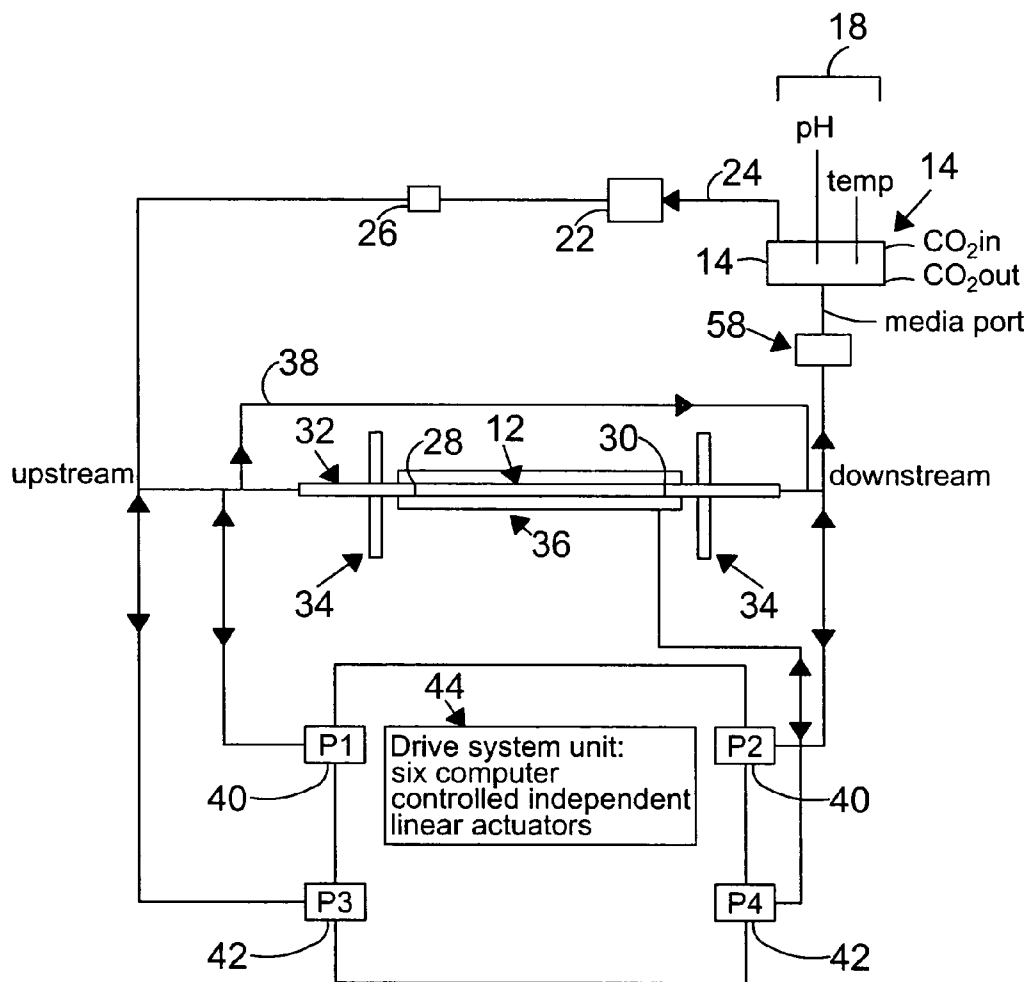 18
pH
temp
24
14
26
22
14
CO2in
CO2out
media port
58
38
32
28
12
30
upstream
downstream
36
34
34
44
P1
Drive system unit:
six computer
controlled independent
linear actuators
P2
40
40
P3
P4
42
42